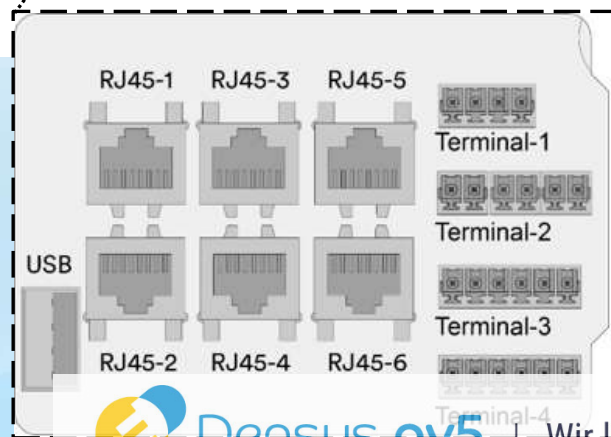 RJ45-1 RJ45-3 RJ45-5
Terminal-1
Terminal-2
USB
Terminal-3
RJ45-2 RJ45-4 RJ45-6
Terminal-4